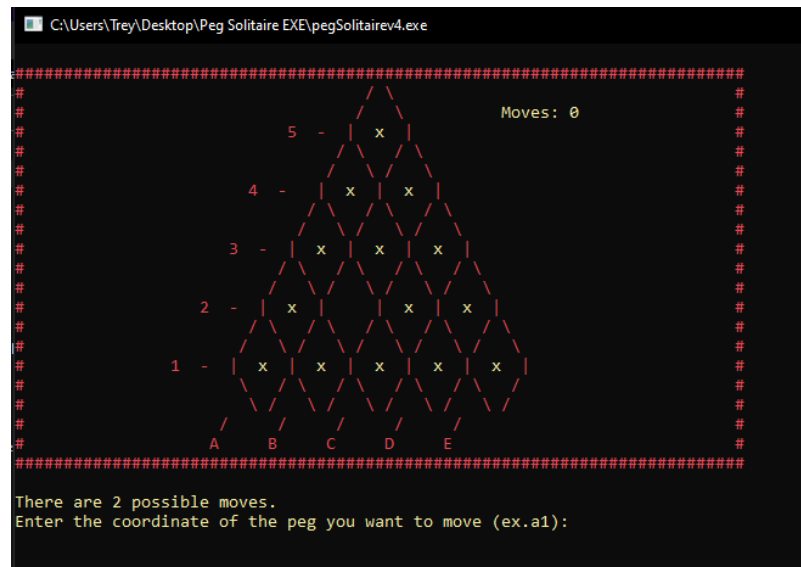 C:\Users\Trey\Desktop\Peg Solitaire EXE\pegSolitairev4.exe
Moves: 0
5 - | x |
4 - | x | x |
3 - | x | x | x |
2 - | x | | x | x |
1 - | x | x | x | x | x |
A B C D E
There are 2 possible moves.
Enter the coordinate of the peg you want to move (ex.a1):